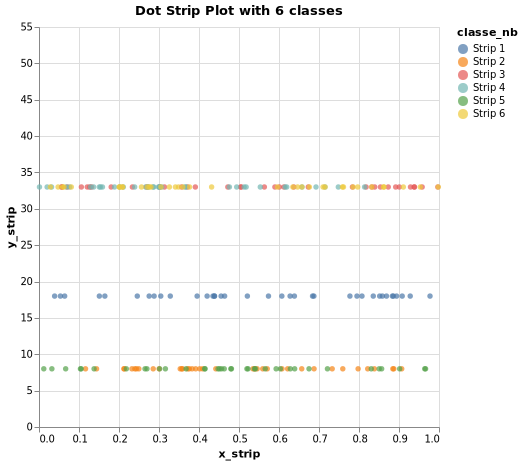 Dot Strip Plot with 6 classes
55
50
45
40
35
30
25
20
15
10
5
0
y_strip
0.0 0.1 0.2 0.3 0.4 0.5 0.6 0.7 0.8 0.9 1.0
x_strip
classe_nb
Strip 1
Strip 2
Strip 3
Strip 4
Strip 5
Strip 6